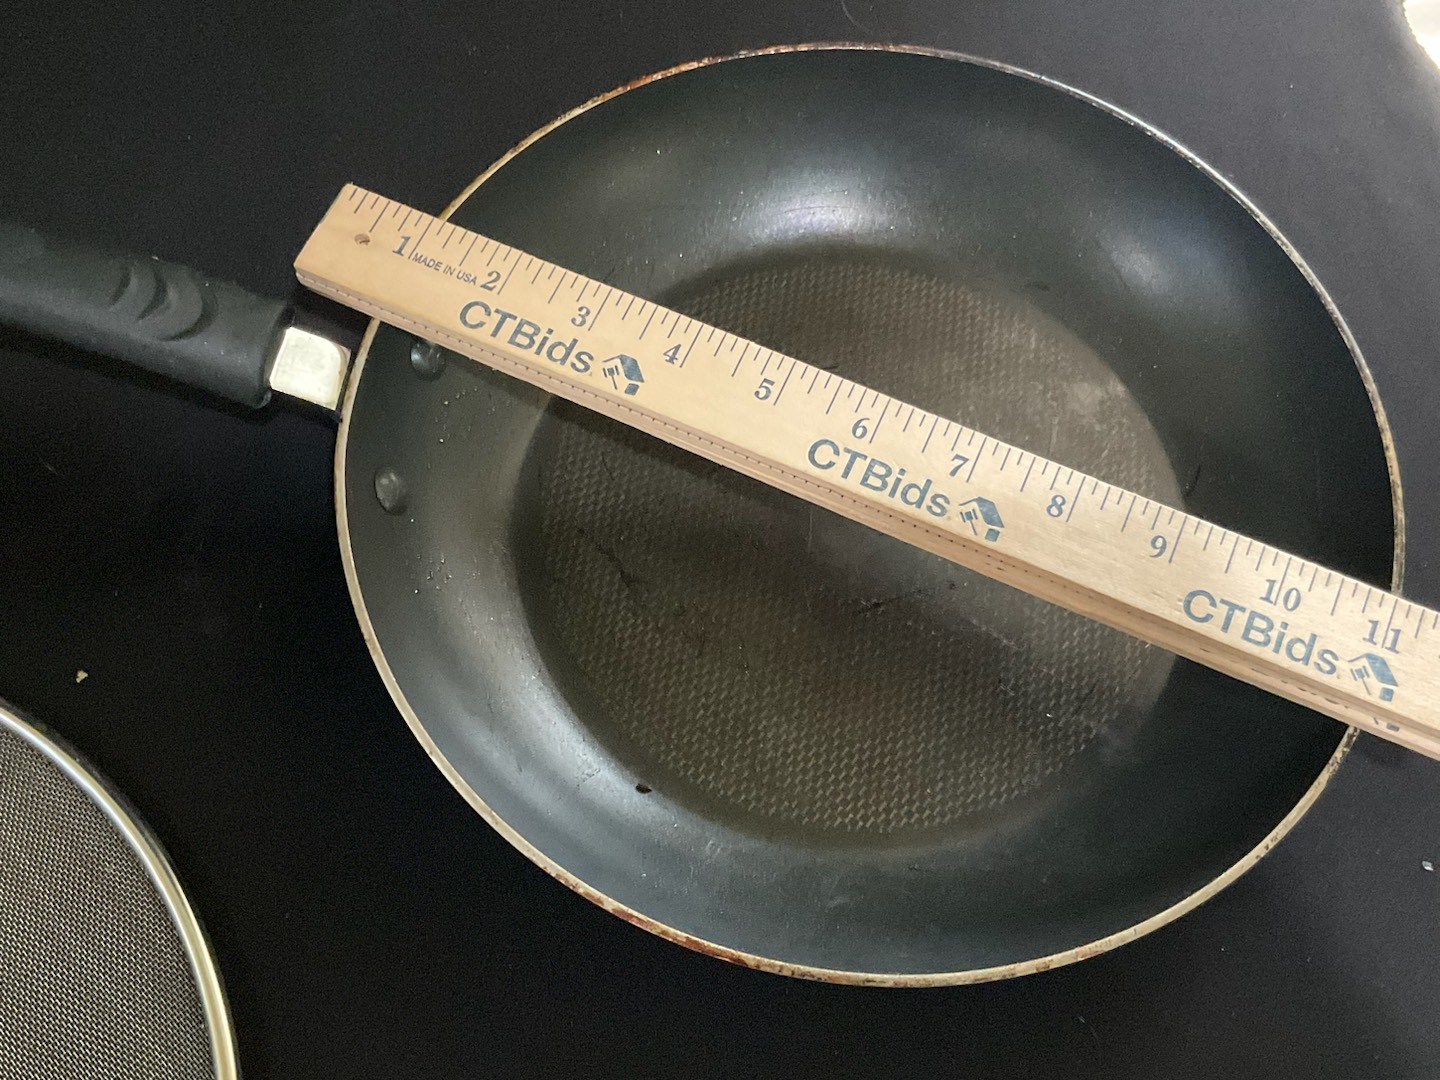 1 2 3 4 5 6 7 8 9 10 11
MADE IN USA
CTBids
CTBids
CTBids